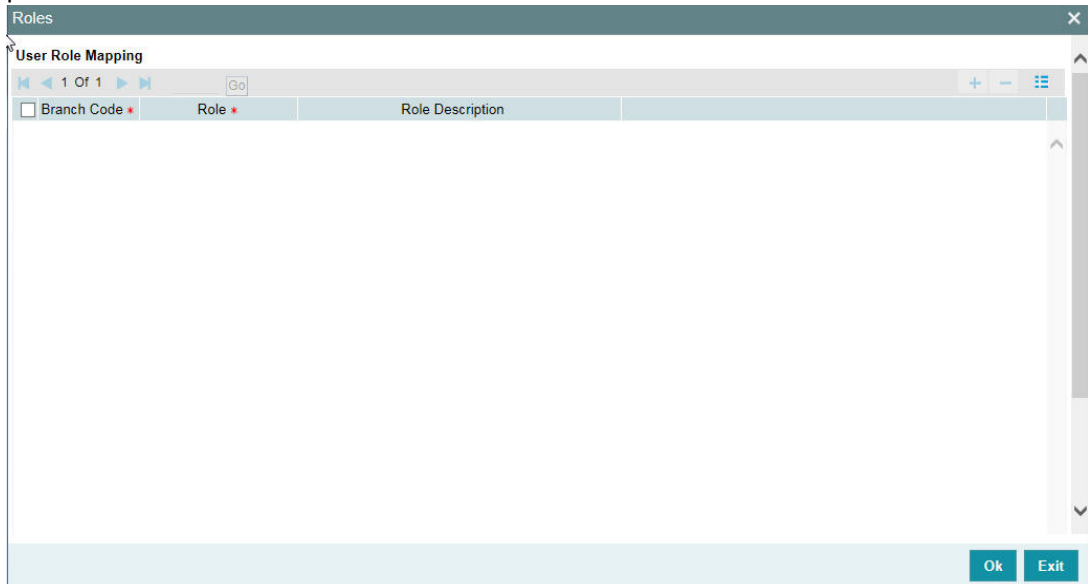 Roles
User Role Mapping
1 Of 1 Go
Branch Code * Role * Role Description
Ok Exit